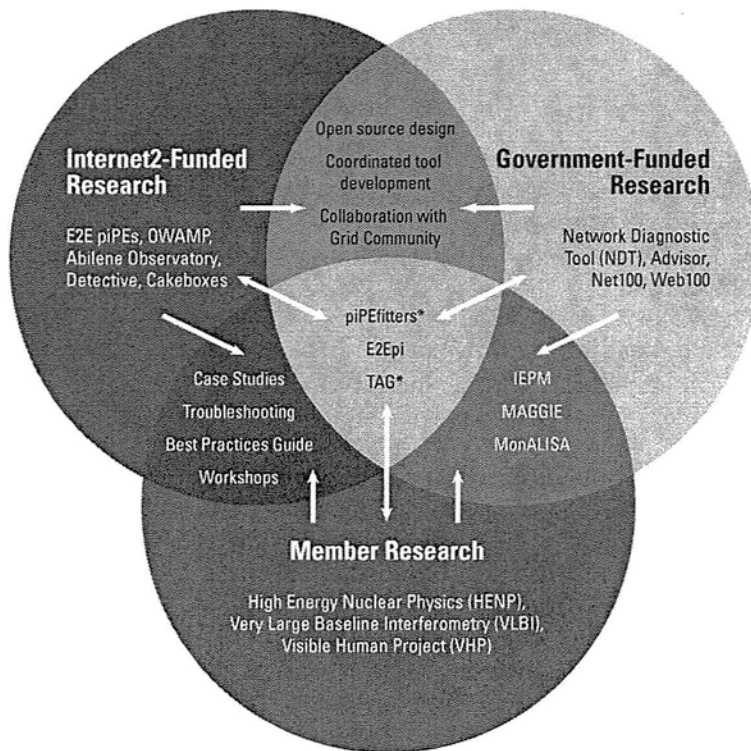 Open source design
Coordinated tool
development
Collaboration with
Grid Community
Internet2-Funded
Research
E2E piPEs, OWAMP,
Abilene Observatory,
Detective, Cakeboxes
Government-Funded
Research
Network Diagnostic
Tool (NDT), Advisor,
Net100, Web100
piPEfitters*
E2Epi
TAG*
Case Studies
Troubleshooting
Best Practices Guide
Workshops
IEPM
MAGGIE
MonALISA
Member Research
High Energy Nuclear Physics (HENP),
Very Large Baseline Interferometry (VLBI),
Visible Human Project (VHP)